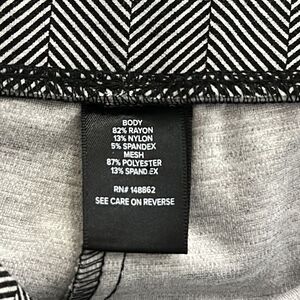 BODY
82% RAYON
13% NYLON
5% SPANDEX
MESH
87% POLYESTER
13% SPANDEX
RN# 148862
SEE CARE ON REVERSE